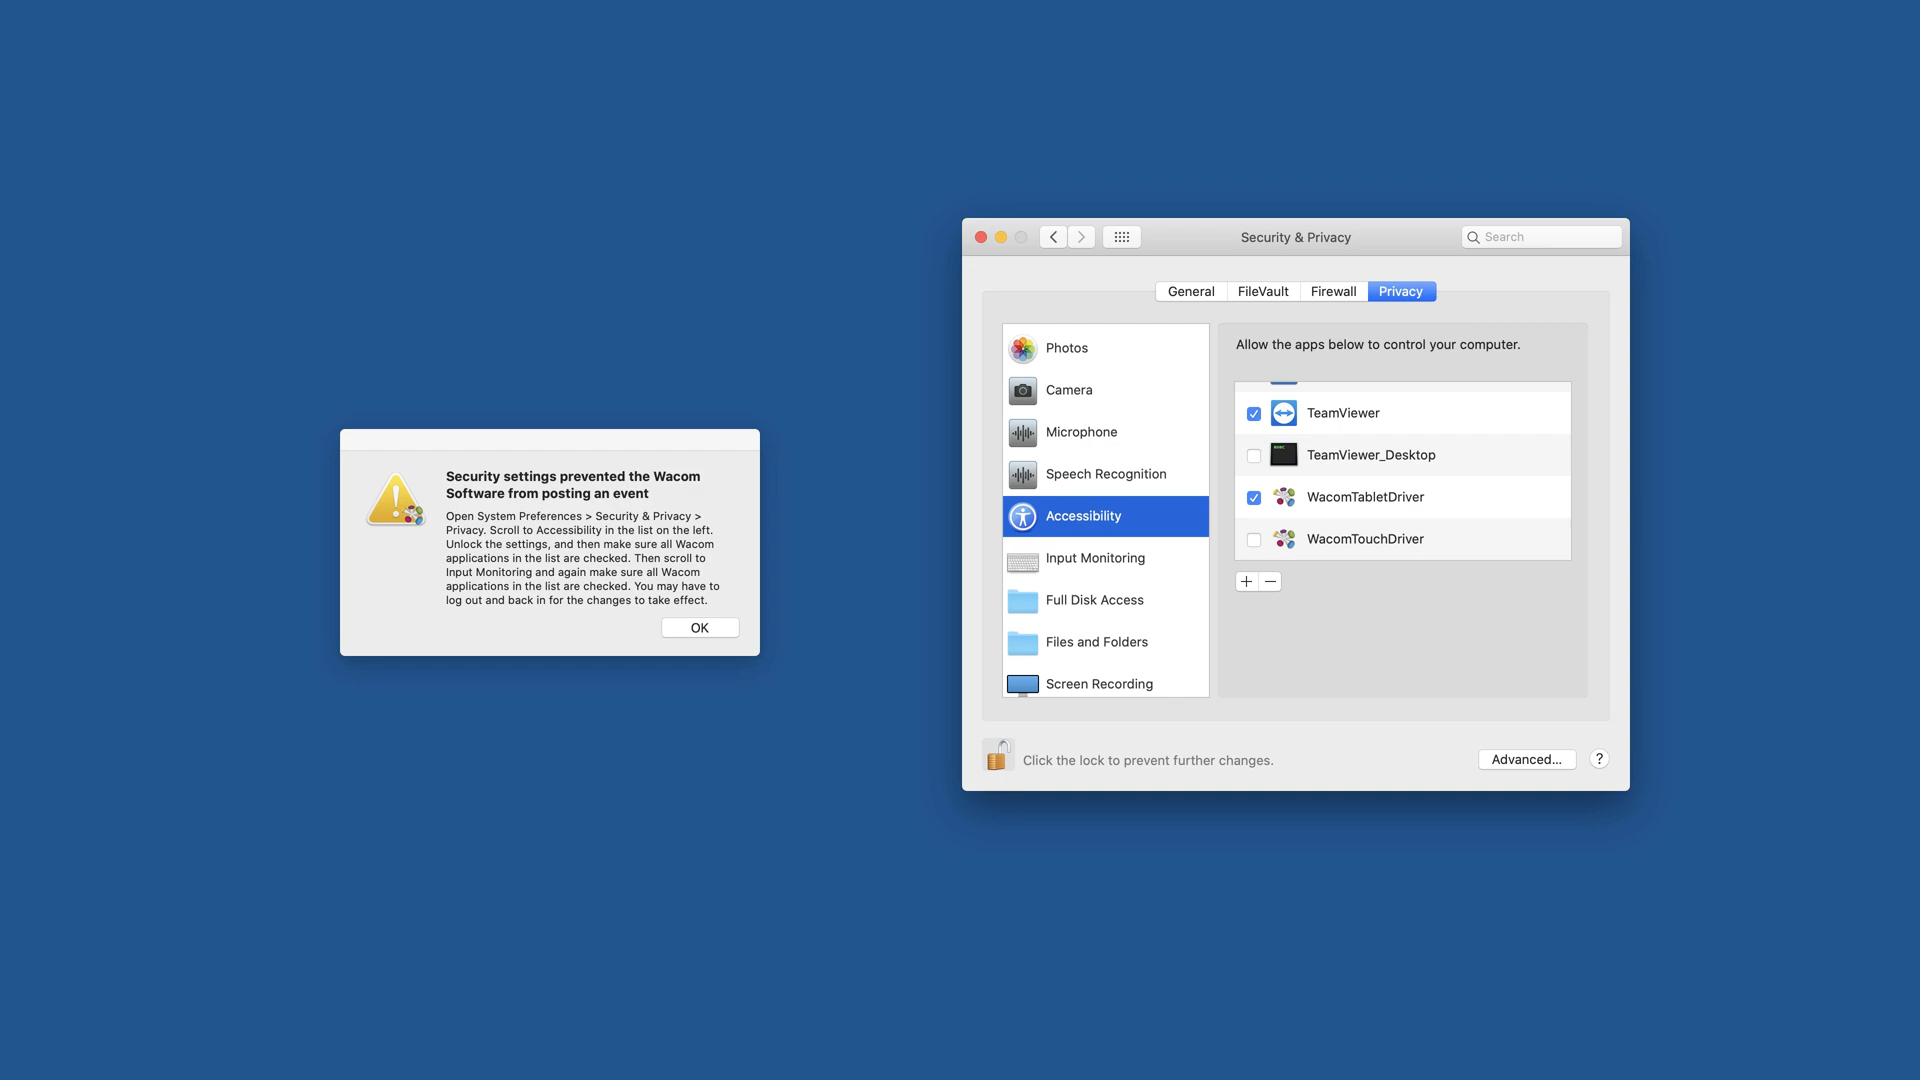 Security settings prevented the Wacom
Software from posting an event
Open System Preferences > Security & Privacy >
Privacy. Scroll to Accessibility in the list on the left.
Unlock the settings, and then make sure all Wacom
applications in the list are checked. Then scroll to
Input Monitoring and again make sure all Wacom
applications in the list are checked. You may have to
log out and back in for the changes to take effect.
OK
Security & Privacy
Search
General
FileVault
Firewall
Privacy
Photos
Camera
Microphone
Speech Recognition
Accessibility
Input Monitoring
Full Disk Access
Files and Folders
Screen Recording
Allow the apps below to control your computer.
TeamViewer
TeamViewer_Desktop
WacomTabletDriver
WacomTouchDriver
Click the lock to prevent further changes.
Advanced...
?